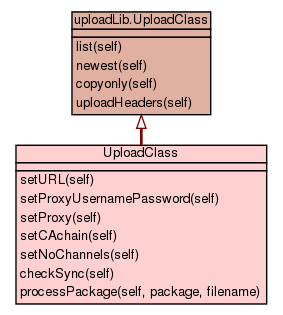 uploadLib.UploadClass
list(self)
newest(self)
copyonly(self)
uploadHeaders(self)
UploadClass
setURL(self)
setProxyUsernamePassword(self)
setProxy(self)
setCAchain(self)
setNoChannels(self)
checkSync(self)
processPackage(self, package, filename)